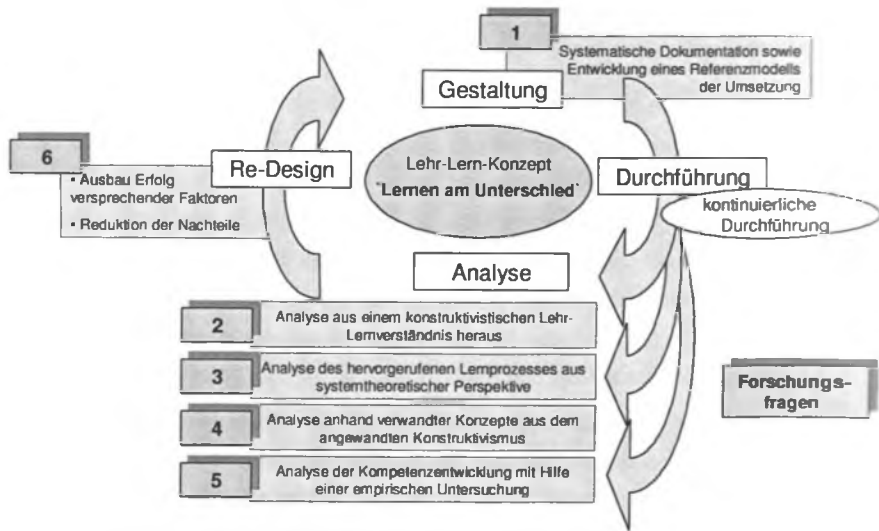 1
Systematische Dokumentation sowie
Entwicklung eines Referenzmodells
der Umsetzung
Gestaltung
6
▪ Ausbau Erfolg
versprechender Faktoren
▪ Reduktion der Nachteile
Re-Design
Lehr-Lern-Konzept
'Lernen am Unterschied'
Durchführung
kontinuierliche
Durchführung
Analyse
2
Analyse aus einem konstruktivistischen Lehr-
Lernverständnis heraus
3
Analyse des hervorgerufenen Lernprozesses aus
systemtheoretischer Perspektive
4
Analyse anhand verwandter Konzepte aus dem
angewandten Konstruktivismus
5
Analyse der Kompetenzentwicklung mit Hilfe
einer empirischen Untersuchung
Forschungs-
fragen